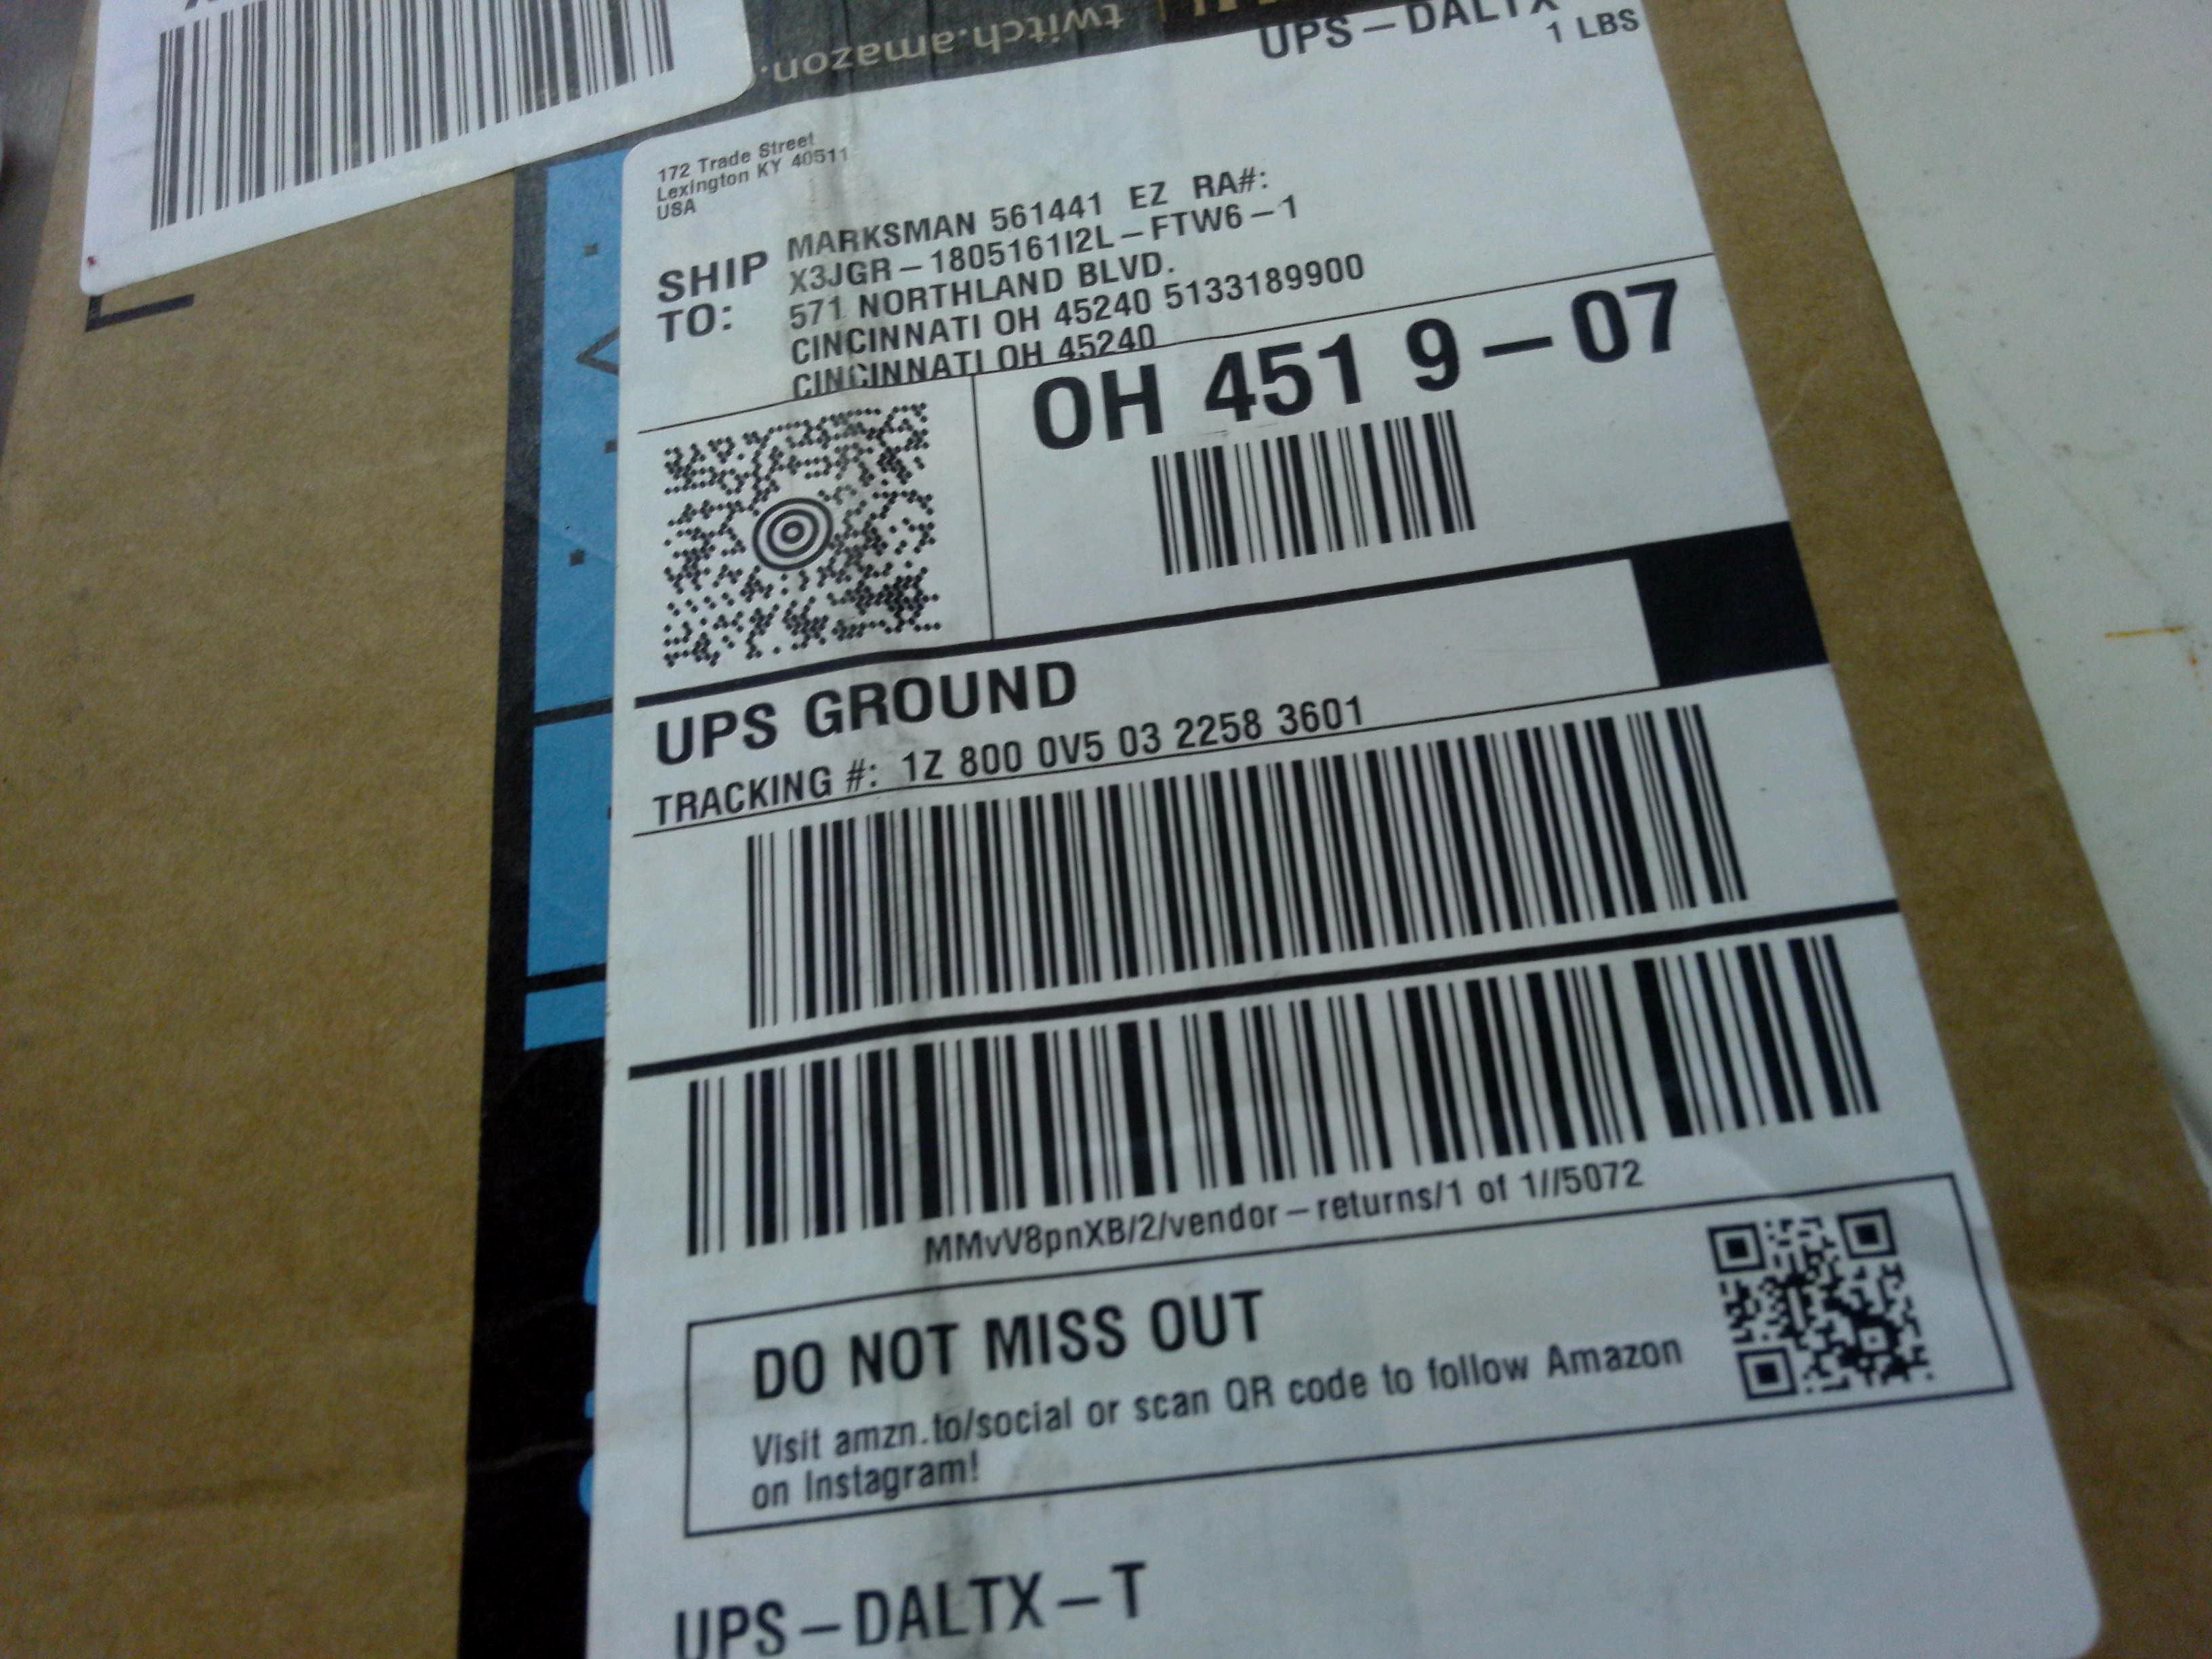 twitch.amazon.
UPS-DALTX
1 LBS
172 Trade Street
Lexington KY 40511
USA
SHIP TO:
MARKSMAN 561441 EZ RA#:
X3JGR-1805161I2L-FTW6-1
571 NORTHLAND BLVD.
CINCINNATI OH 45240 5133189900
CINCINNATI OH 45240
OH 451 9-07
UPS GROUND
TRACKING #: 1Z 800 0V5 03 2258 3601
MMvV8pnXB/2/vendor-returns/1 of 1//5072
DO NOT MISS OUT
Visit amzn.to/social or scan QR code to follow Amazon
on Instagram!
UPS-DALTX-T